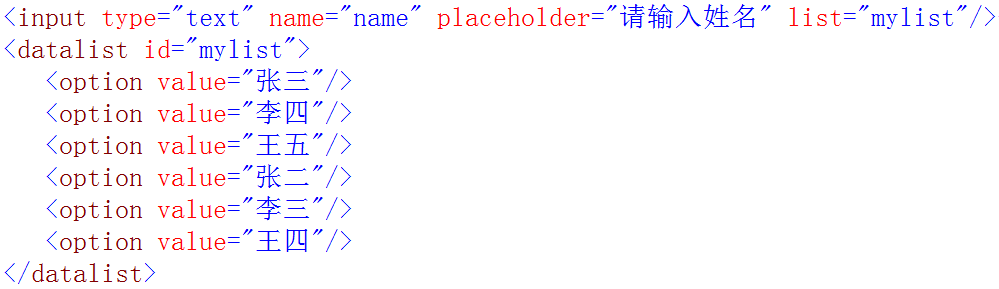 <input type="text" name="name" placeholder="请输入姓名" list="mylist"/>
<datalist id="mylist">
<option value="张三"/>
<option value="李四"/>
<option value="王五"/>
<option value="张二"/>
<option value="李三"/>
<option value="王四"/>
</datalist>